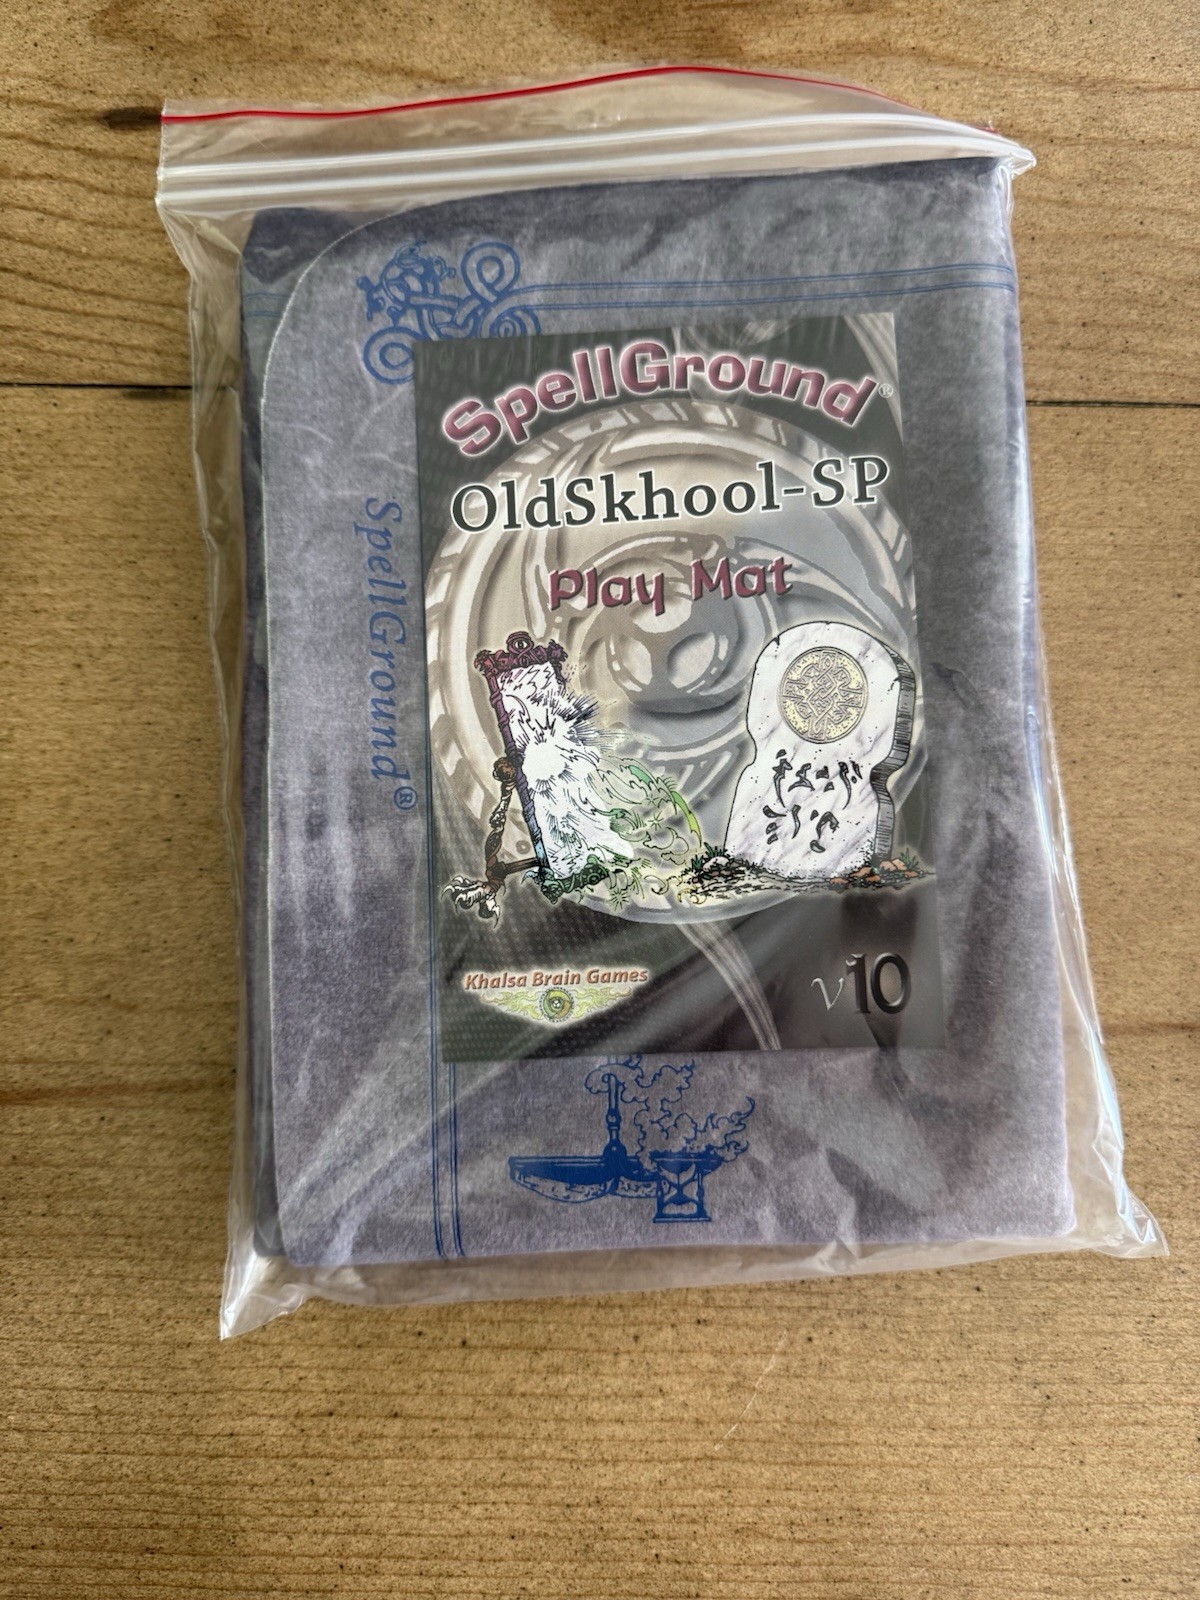 SpellGround®
OldSkhool-SP
Play Mat
Khalsa Brain Games
v10
SpellGround®